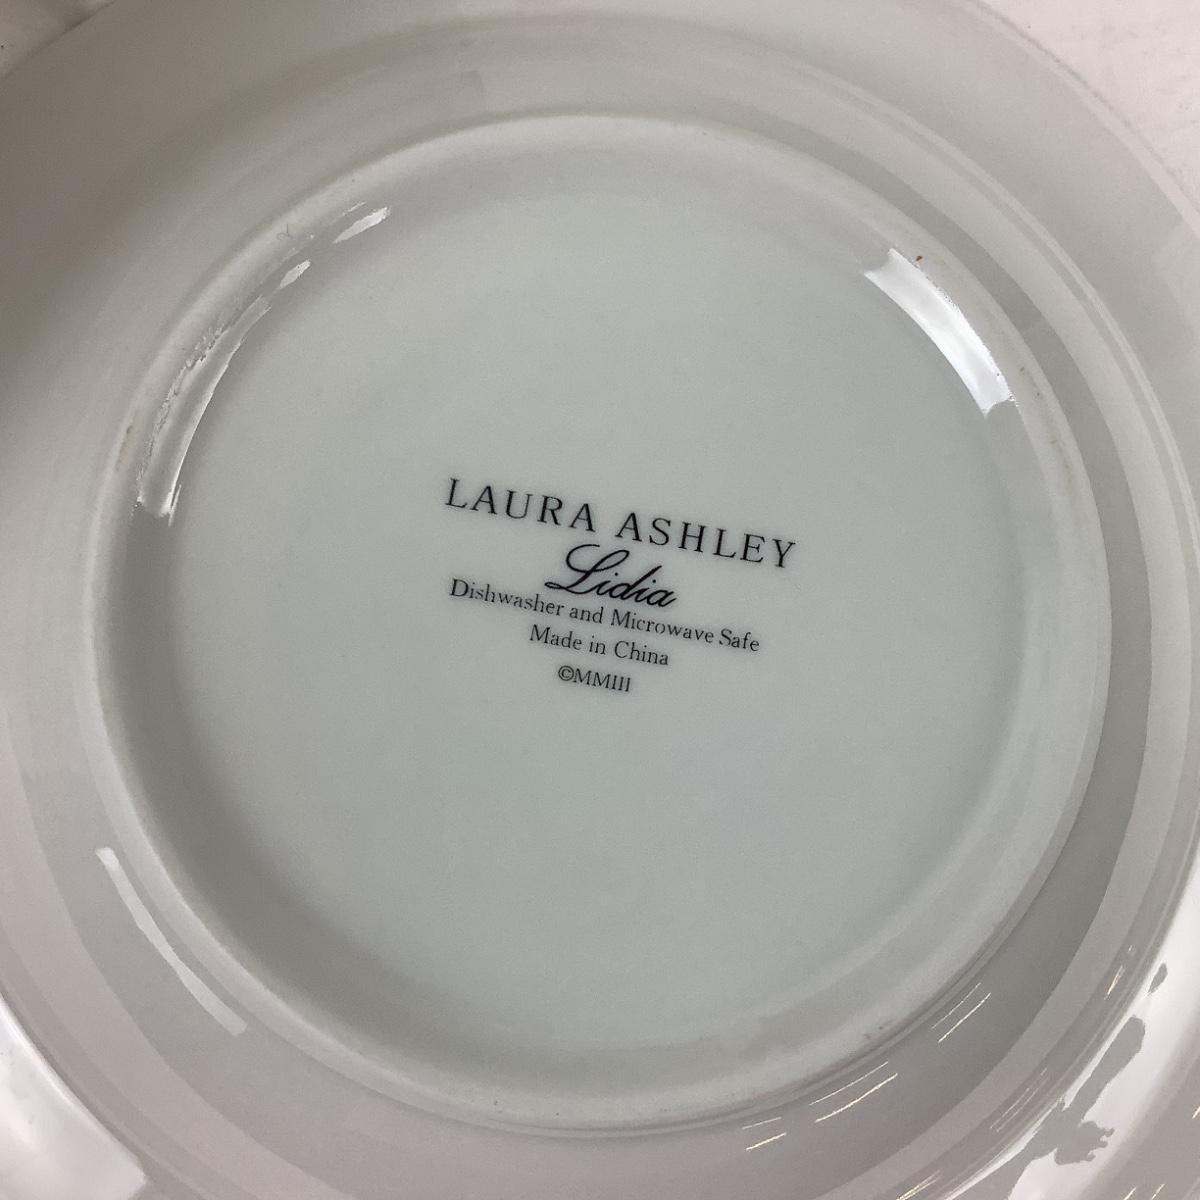 LAURA ASHLEY
Lidia
Dishwasher and Microwave Safe
Made in China
©MMIII